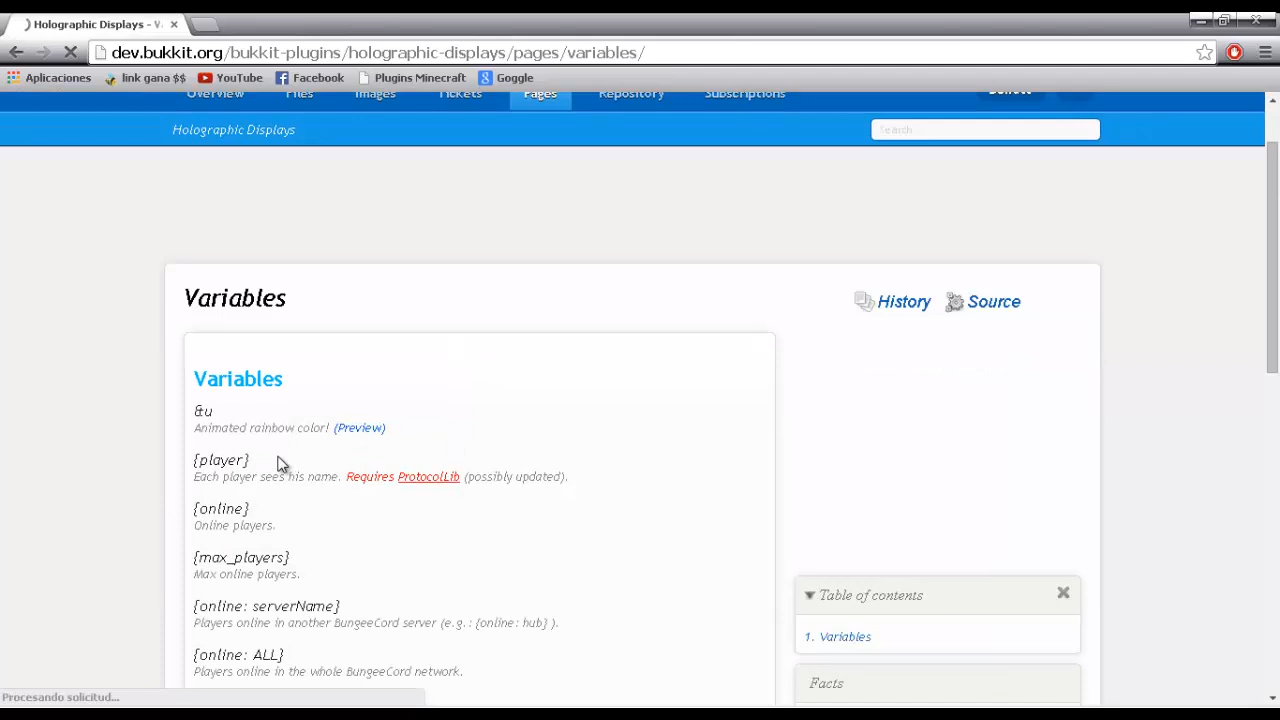 Holographic Displays - V
dev.bukkit.org/bukkit-plugins/holographic-displays/pages/variables/
Aplicaciones link gana $$ YouTube Facebook Plugins Minecraft Goggle
Overview Files Images Tickets Pages Repository Subscriptions
Holographic Displays Search
Variables History Source
Variables
&u
Animated rainbow color! (Preview)
{player}
Each player sees his name. Requires ProtocolLib (possibly updated).
{online}
Online players.
{max_players}
Max online players.
{online: serverName}
Players online in another BungeeCord server (e.g.: {online: hub} ).
{online: ALL}
Players online in the whole BungeeCord network.
Table of contents
1. Variables
Facts
Procesando solicitud...